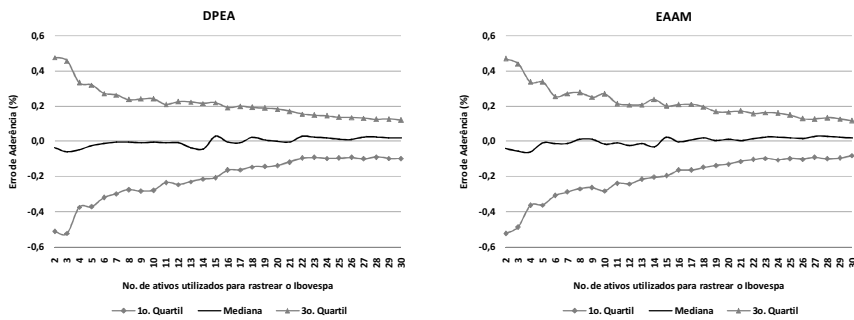 DPEA
Erro de Aderência (%)
0,6
0,4
0,2
0,0
-0,2
-0,4
-0,6
2 3 4 5 6 7 8 9 10 11 12 13 14 15 16 17 18 19 20 21 22 23 24 25 26 27 28 29 30
No. de ativos utilizados para rastrear o Ibovespa
1o. Quartil Mediana 3o. Quartil
EAAM
Erro de Aderência (%)
0,6
0,4
0,2
0,0
-0,2
-0,4
-0,6
2 3 4 5 6 7 8 9 10 11 12 13 14 15 16 17 18 19 20 21 22 23 24 25 26 27 28 29 30
No. de ativos utilizados para rastrear o Ibovespa
1o. Quartil Mediana 3o. Quartil